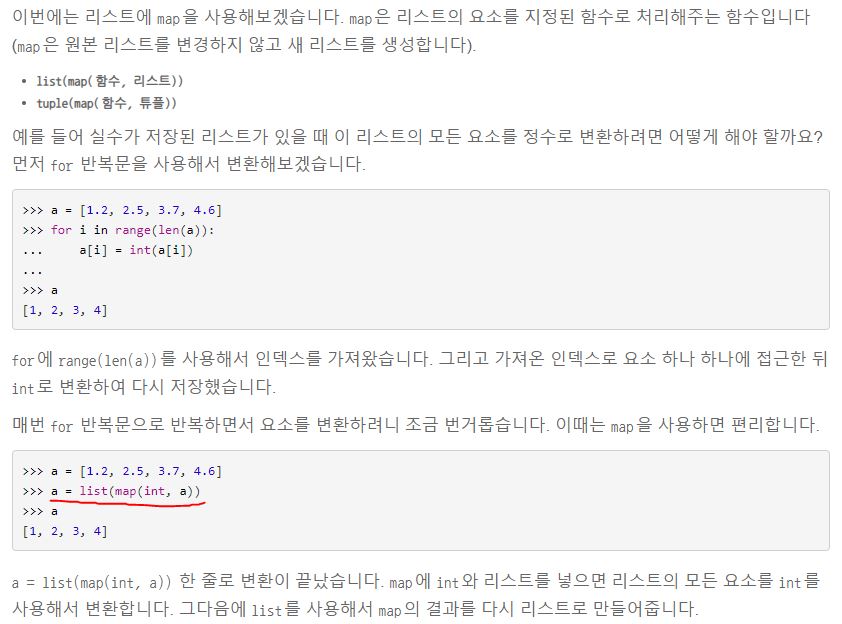 이번에는 리스트에 map을 사용해보겠습니다. map은 리스트의 요소를 지정된 함수로 처리해주는 함수입니다
(map은 원본 리스트를 변경하지 않고 새 리스트를 생성합니다).
• list(map(함수, 리스트))
• tuple(map(함수, 튜플))
예를 들어 실수가 저장된 리스트가 있을 때 이 리스트의 모든 요소를 정수로 변환하려면 어떻게 해야 할까요?
먼저 for 반복문을 사용해서 변환해보겠습니다.
>>> a = [1.2, 2.5, 3.7, 4.6]
>>> for i in range(len(a)):
...     a[i] = int(a[i])
...
>>> a
[1, 2, 3, 4]
for에 range(len(a))를 사용해서 인덱스를 가져왔습니다. 그리고 가져온 인덱스로 요소 하나 하나에 접근한 뒤
int로 변환하여 다시 저장했습니다.
매번 for 반복문으로 반복하면서 요소를 변환하려니 조금 번거롭습니다. 이때는 map을 사용하면 편리합니다.
>>> a = [1.2, 2.5, 3.7, 4.6]
>>> a = list(map(int, a))
>>> a
[1, 2, 3, 4]
a = list(map(int, a)) 한 줄로 변환이 끝났습니다. map에 int와 리스트를 넣으면 리스트의 모든 요소를 int를
사용해서 변환합니다. 그다음에 list를 사용해서 map의 결과를 다시 리스트로 만들어줍니다.